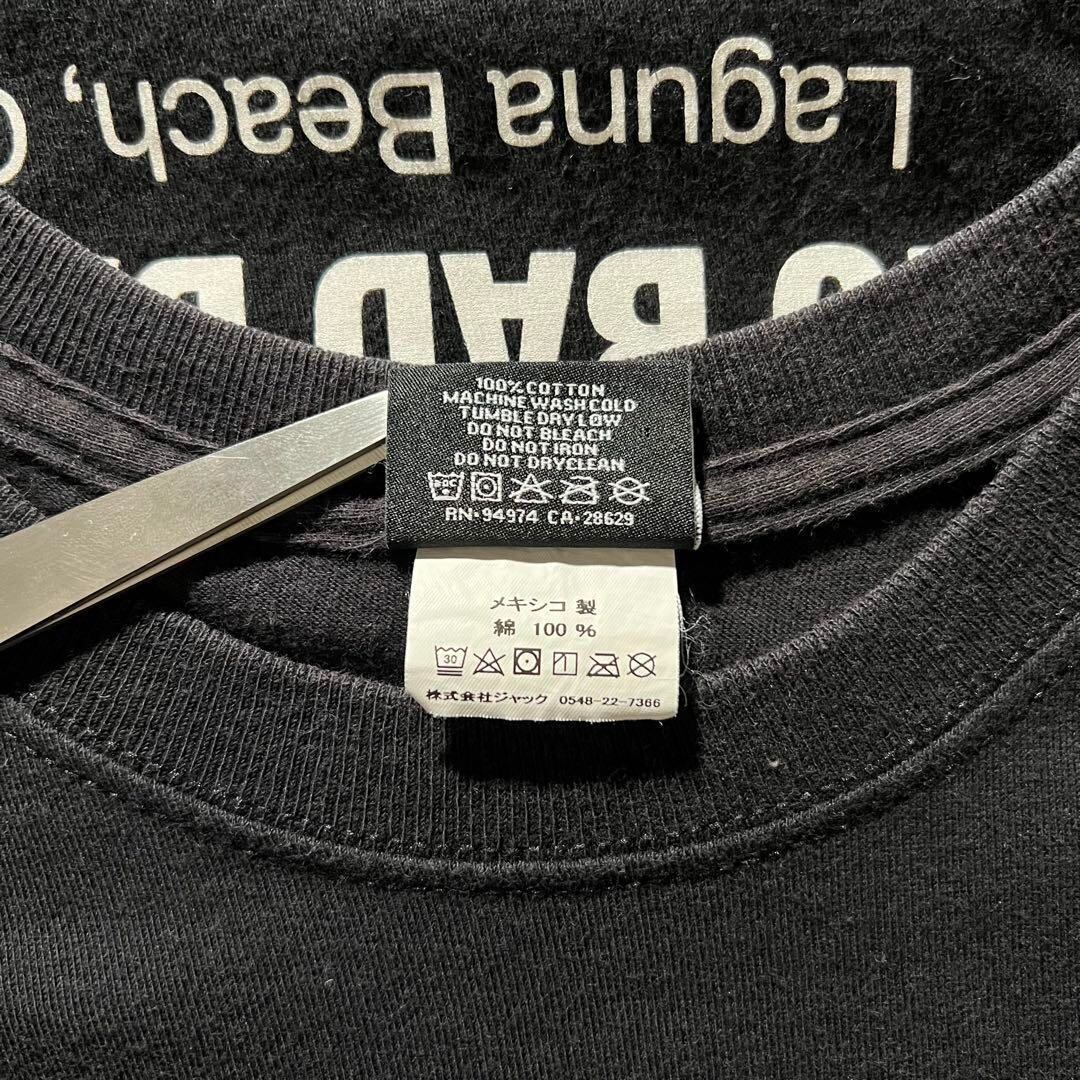 Laguna Beach,
BAD
100% COTTON
MACHINE WASH COLD
TUMBLE DRY LOW
DO NOT BLEACH
DO NOT IRON
DO NOT DRYCLEAN
RN·94974 CA·28629
メキシコ 製
綿 100 %
30
株式会社ジャック 0548-22-7366